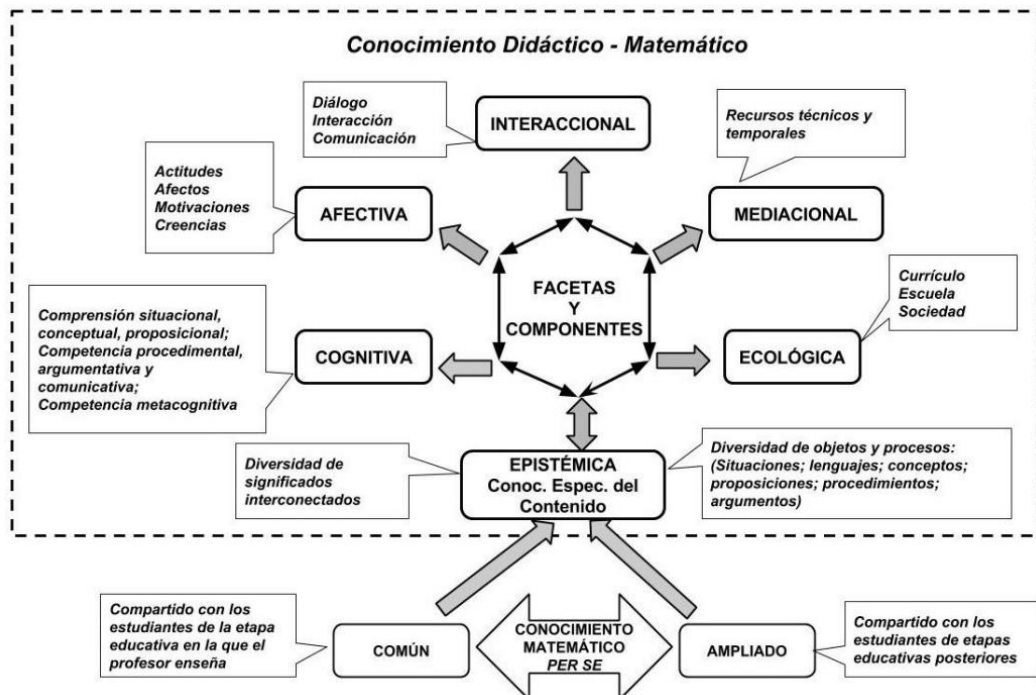 Conocimiento Didáctico - Matemático
Diálogo
Interacción
Comunicación
INTERACCIONAL
Recursos técnicos y
temporales
Actitudes
Afectos
Motivaciones
Creencias
AFECTIVA
MEDIACIONAL
FACETAS
Y
COMPONENTES
Currículo
Escuela
Sociedad
Comprensión situacional,
conceptual, proposicional;
Competencia procedimental,
argumentativa y
comunicativa;
Competencia metacognitiva
COGNITIVA
ECOLÓGICA
Diversidad de
significados
interconectados
EPISTÉMICA
Conoc. Espec. del
Contenido
Diversidad de objetos y procesos:
(Situaciones; lenguajes; conceptos;
proposiciones; procedimientos;
argumentos)
Compartido con los
estudiantes de la etapa
educativa en la que el
profesor enseña
COMÚN
CONOCIMIENTO
MATEMÁTICO
PER SE
AMPLIADO
Compartido con los
estudiantes de etapas
educativas posteriores